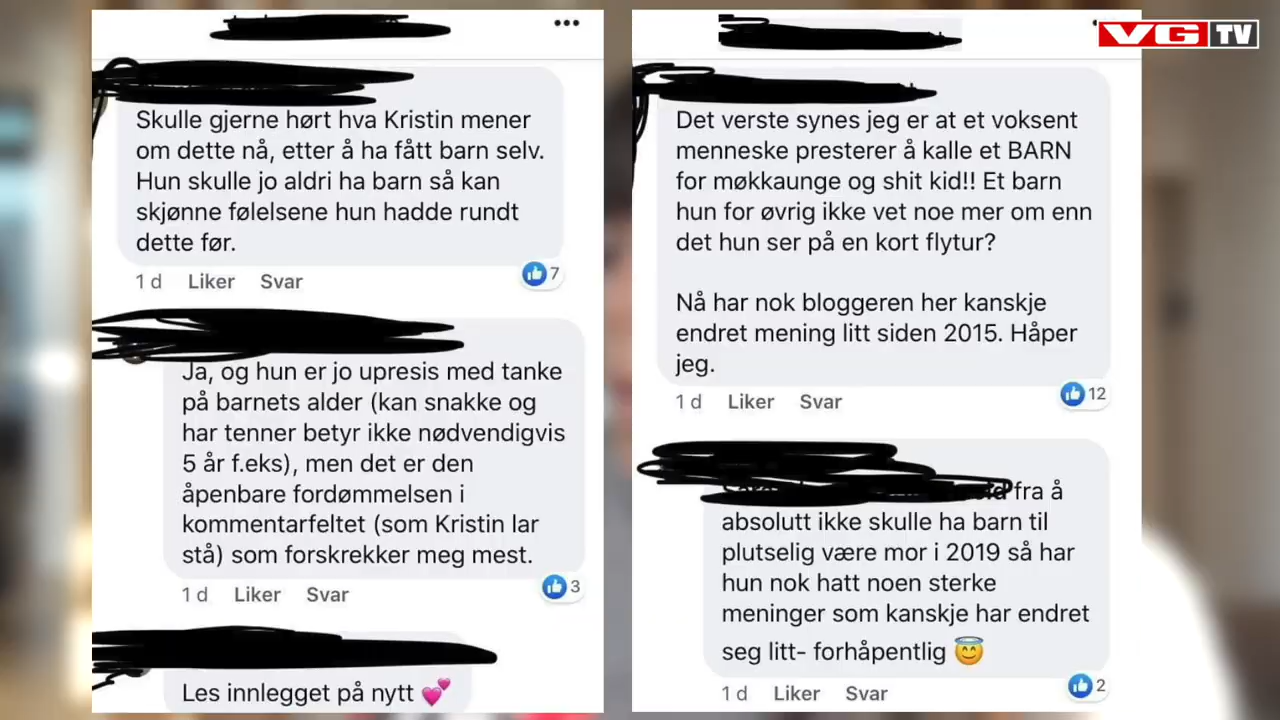 VG TV
Skulle gjerne hørt hva Kristin mener
om dette nå, etter å ha fått barn selv.
Hun skulle jo aldri ha barn så kan
skjønne følelsene hun hadde rundt
dette før.
1 d Liker Svar 7
Ja, og hun er jo upresis med tanke
på barnets alder (kan snakke og
har tenner betyr ikke nødvendigvis
5 år f.eks), men det er den
åpenbare fordømmelsen i
kommentarfeltet (som Kristin lar
stå) som forskrekker meg mest.
1 d Liker Svar 3
Les innlegget på nytt 💕
Det verste synes jeg er at et voksent
menneske presterer å kalle et BARN
for møkkaunge og shit kid!! Et barn
hun for øvrig ikke vet noe mer om enn
det hun ser på en kort flytur?
Nå har nok bloggeren her kanskje
endret mening litt siden 2015. Håper
jeg.
1 d Liker Svar 12
fra å
absolutt ikke skulle ha barn til
plutselig være mor i 2019 så har
hun nok hatt noen sterke
meninger som kanskje har endret
seg litt- forhåpentlig 😇
1 d Liker Svar 2